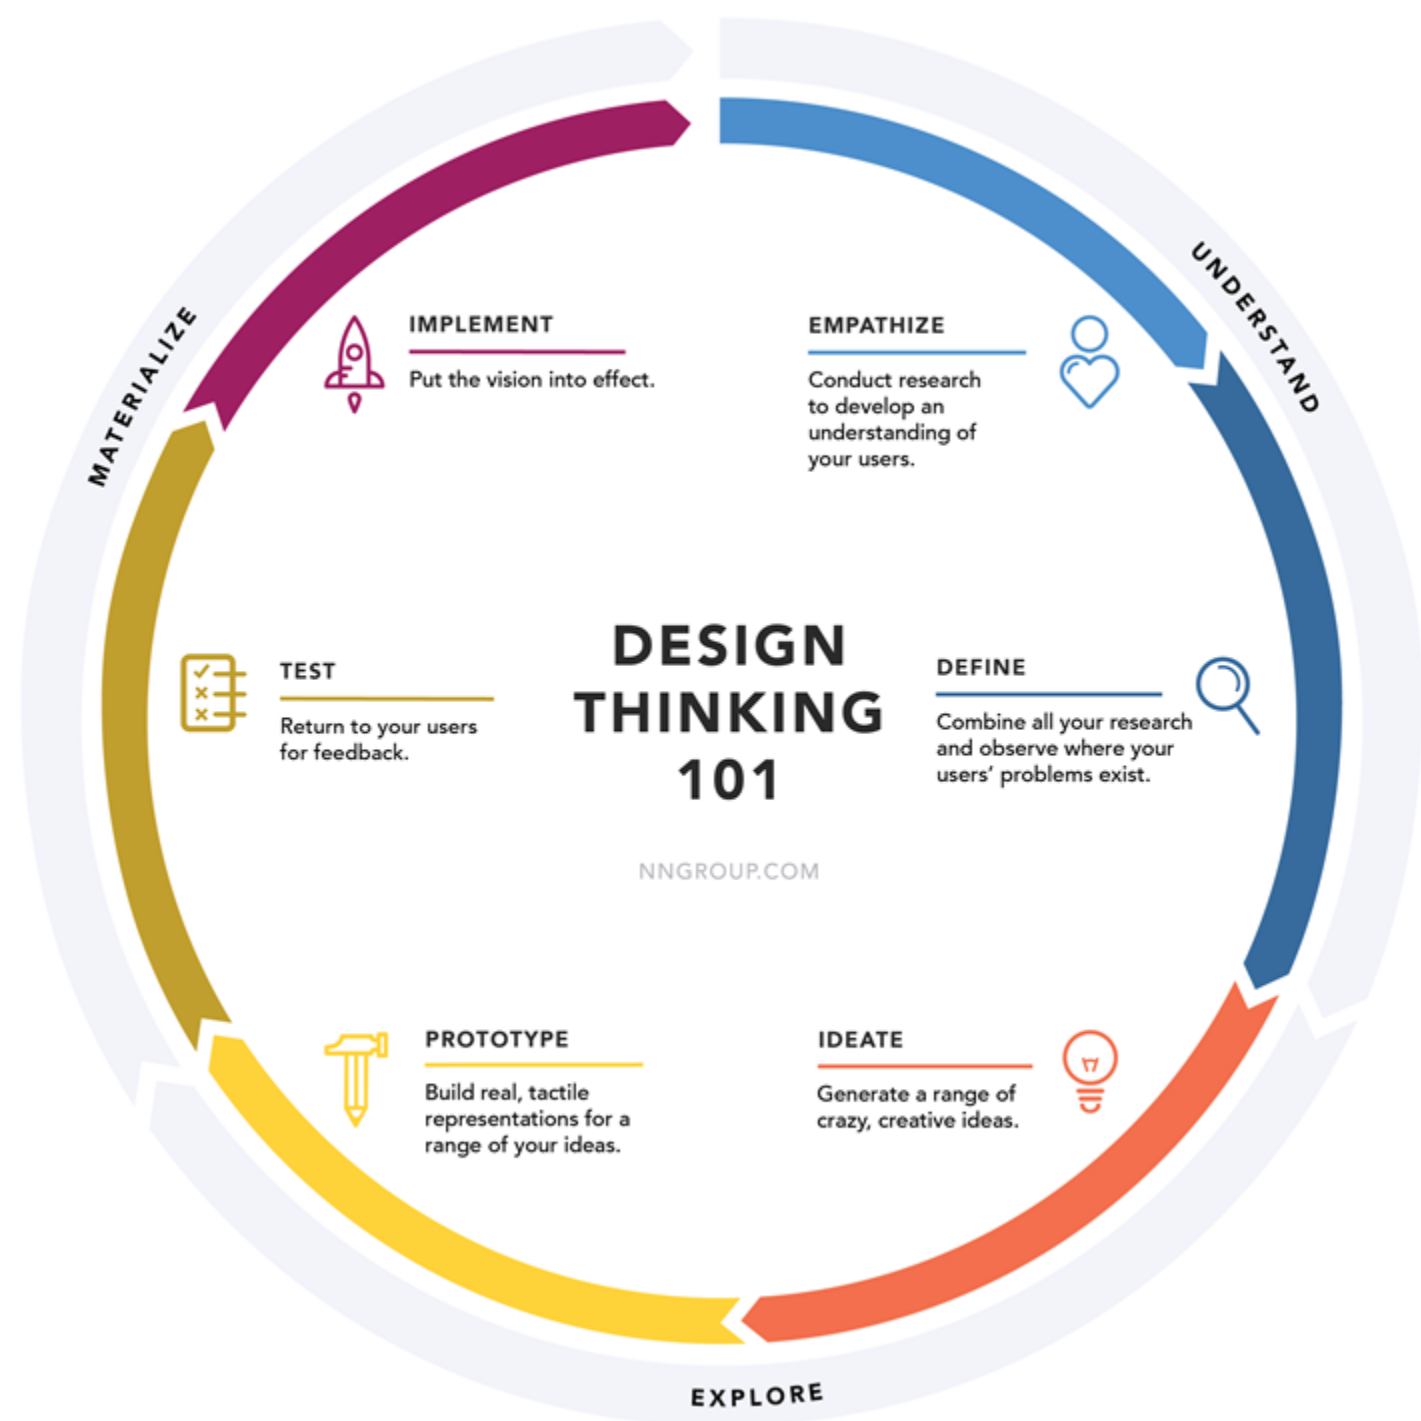 DESIGN
THINKING
101
NNGROUP.COM
UNDERSTAND
EMPATHIZE
Conduct research
to develop an
understanding of
your users.
DEFINE
Combine all your research
and observe where your
users’ problems exist.
EXPLORE
IDEATE
Generate a range of
crazy, creative ideas.
PROTOTYPE
Build real, tactile
representations for a
range of your ideas.
MATERIALIZE
TEST
Return to your users
for feedback.
IMPLEMENT
Put the vision into effect.